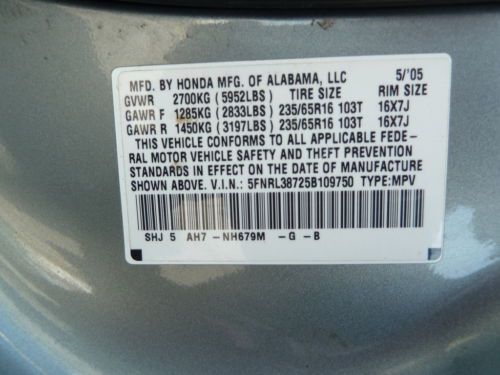 MFD. BY HONDA MFG. OF ALABAMA, LLC 5/'05
GVWR 2700KG (5952LBS) TIRE SIZE RIM SIZE
GAWR F 1285KG (2833LBS) 235/65R16 103T 16X7J
GAWR R 1450KG (3197LBS) 235/65R16 103T 16X7J
THIS VEHICLE CONFORMS TO ALL APPLICABLE FEDE-
RAL MOTOR VEHICLE SAFETY AND THEFT PREVENTION
STANDARDS IN EFFECT ON THE DATE OF MANUFACTURE
SHOWN ABOVE. V.I.N.: 5FNRL38725B109750 TYPE:MPV
SHJ 5 AH7 -NH679M -G -B